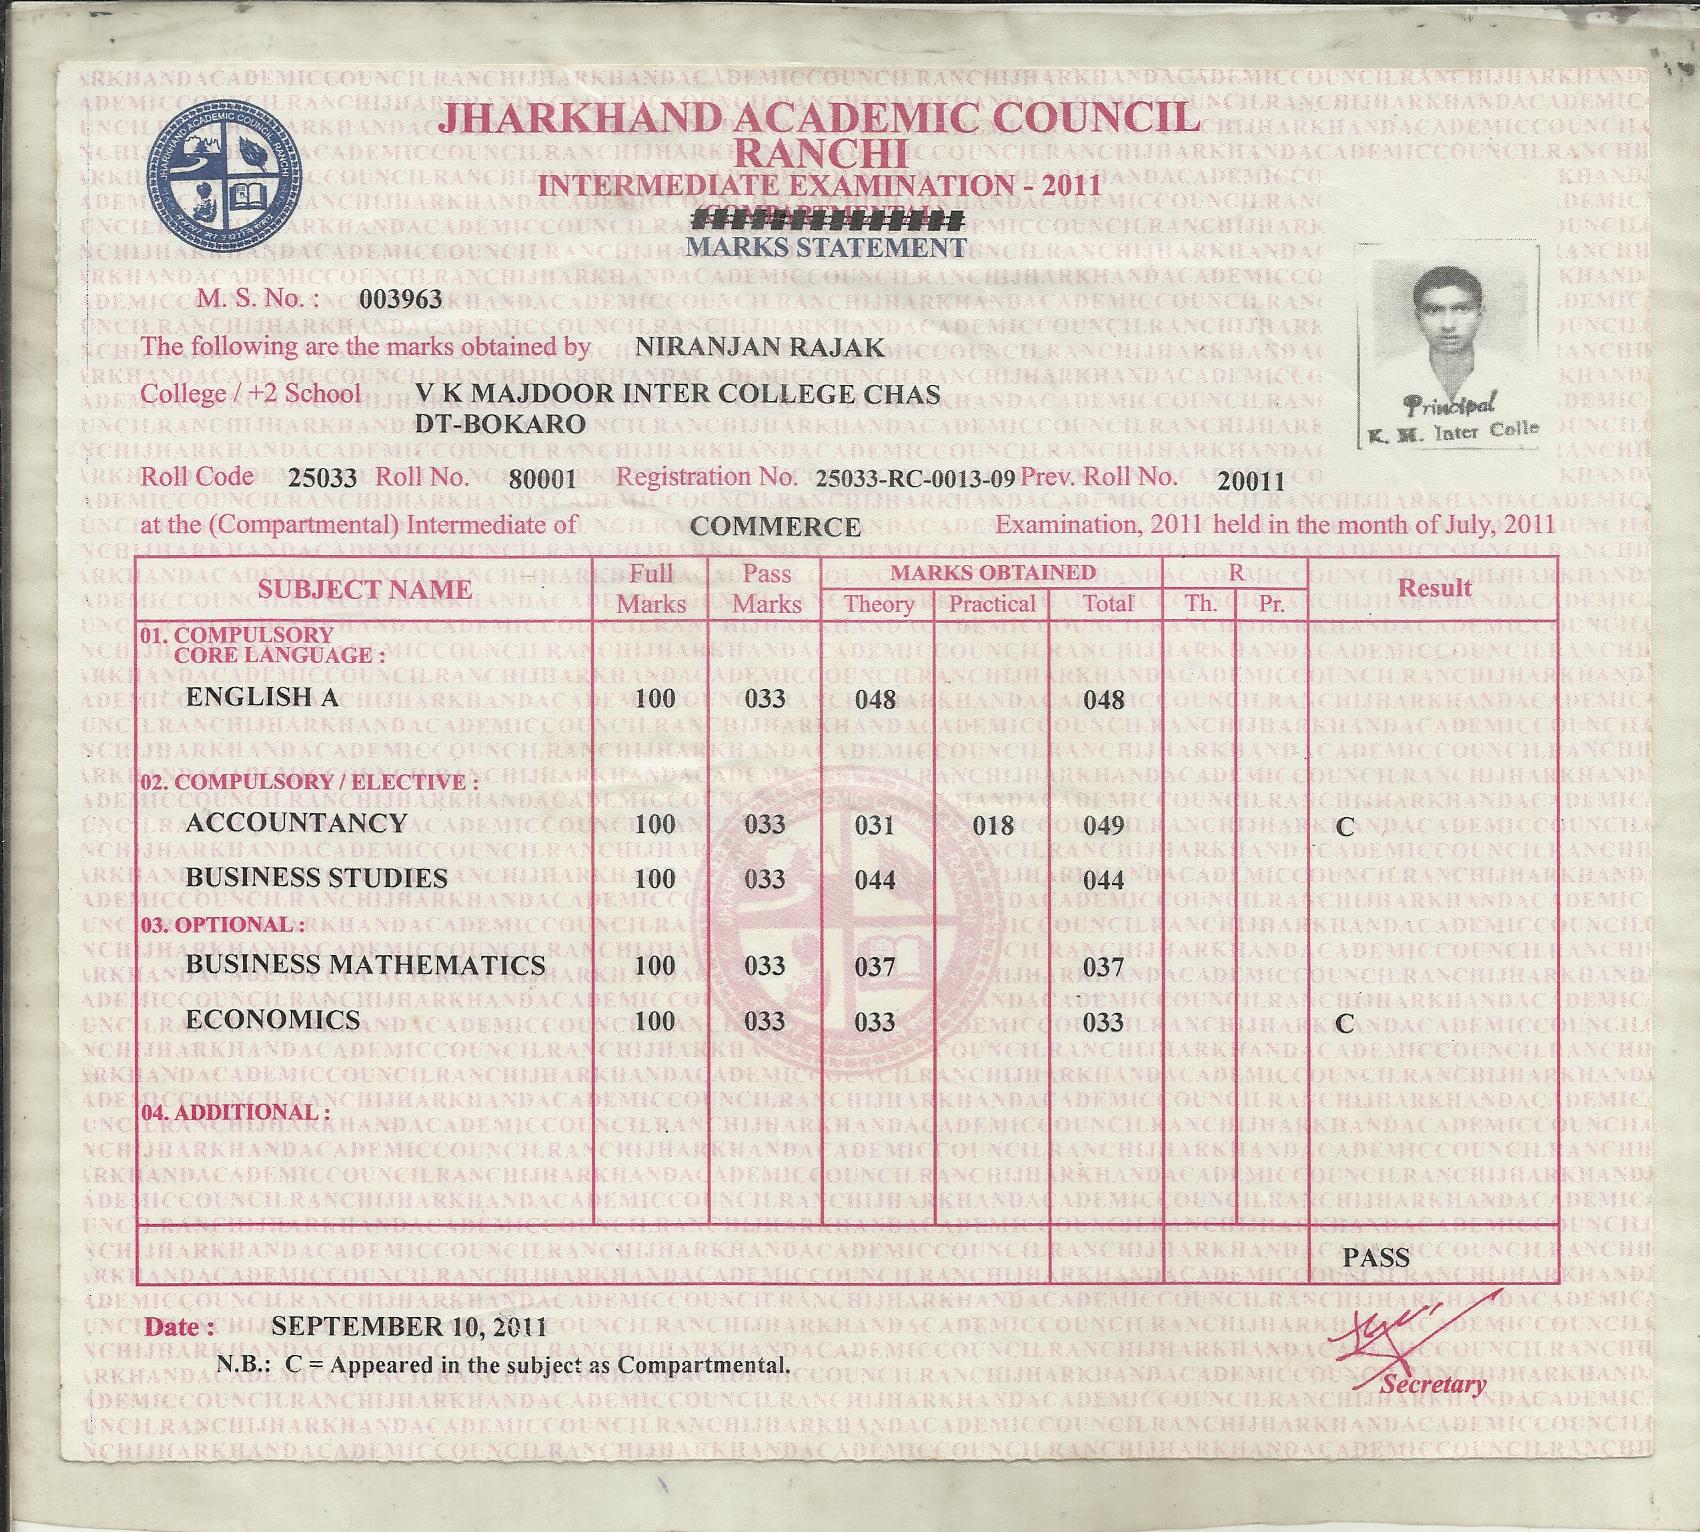 JHARKHAND ACADEMIC COUNCIL
RANCHI
INTERMEDIATE EXAMINATION - 2011
MARKS STATEMENT
JHARKHAND ACADEMIC COUNCIL RANCHI
M. S. No. : 003963
The following are the marks obtained by NIRANJAN RAJAK
College / +2 School V K MAJDOOR INTER COLLEGE CHAS
DT-BOKARO
Principal
K. M. Inter Colle
Roll Code 25033 Roll No. 80001 Registration No. 25033-RC-0013-09 Prev. Roll No. 20011
at the (Compartmental) Intermediate of COMMERCE Examination, 2011 held in the month of July, 2011
SUBJECT NAME Full Marks Pass Marks MARKS OBTAINED R Result
Theory Practical Total Th. Pr.
01. COMPULSORY
CORE LANGUAGE :
ENGLISH A 100 033 048 048
02. COMPULSORY / ELECTIVE :
ACCOUNTANCY 100 033 031 018 049 C
BUSINESS STUDIES 100 033 044 044
03. OPTIONAL :
BUSINESS MATHEMATICS 100 033 037 037
ECONOMICS 100 033 033 033 C
04. ADDITIONAL :
PASS
Date : SEPTEMBER 10, 2011
N.B.: C = Appeared in the subject as Compartmental.
Secretary